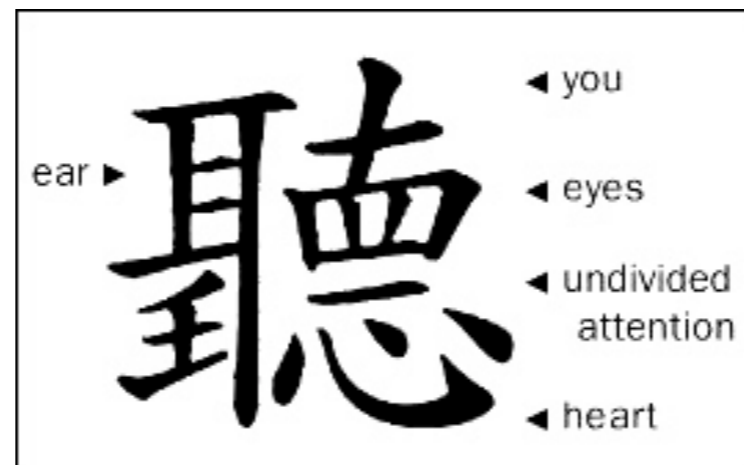 聽
ear
you
eyes
undivided
attention
heart